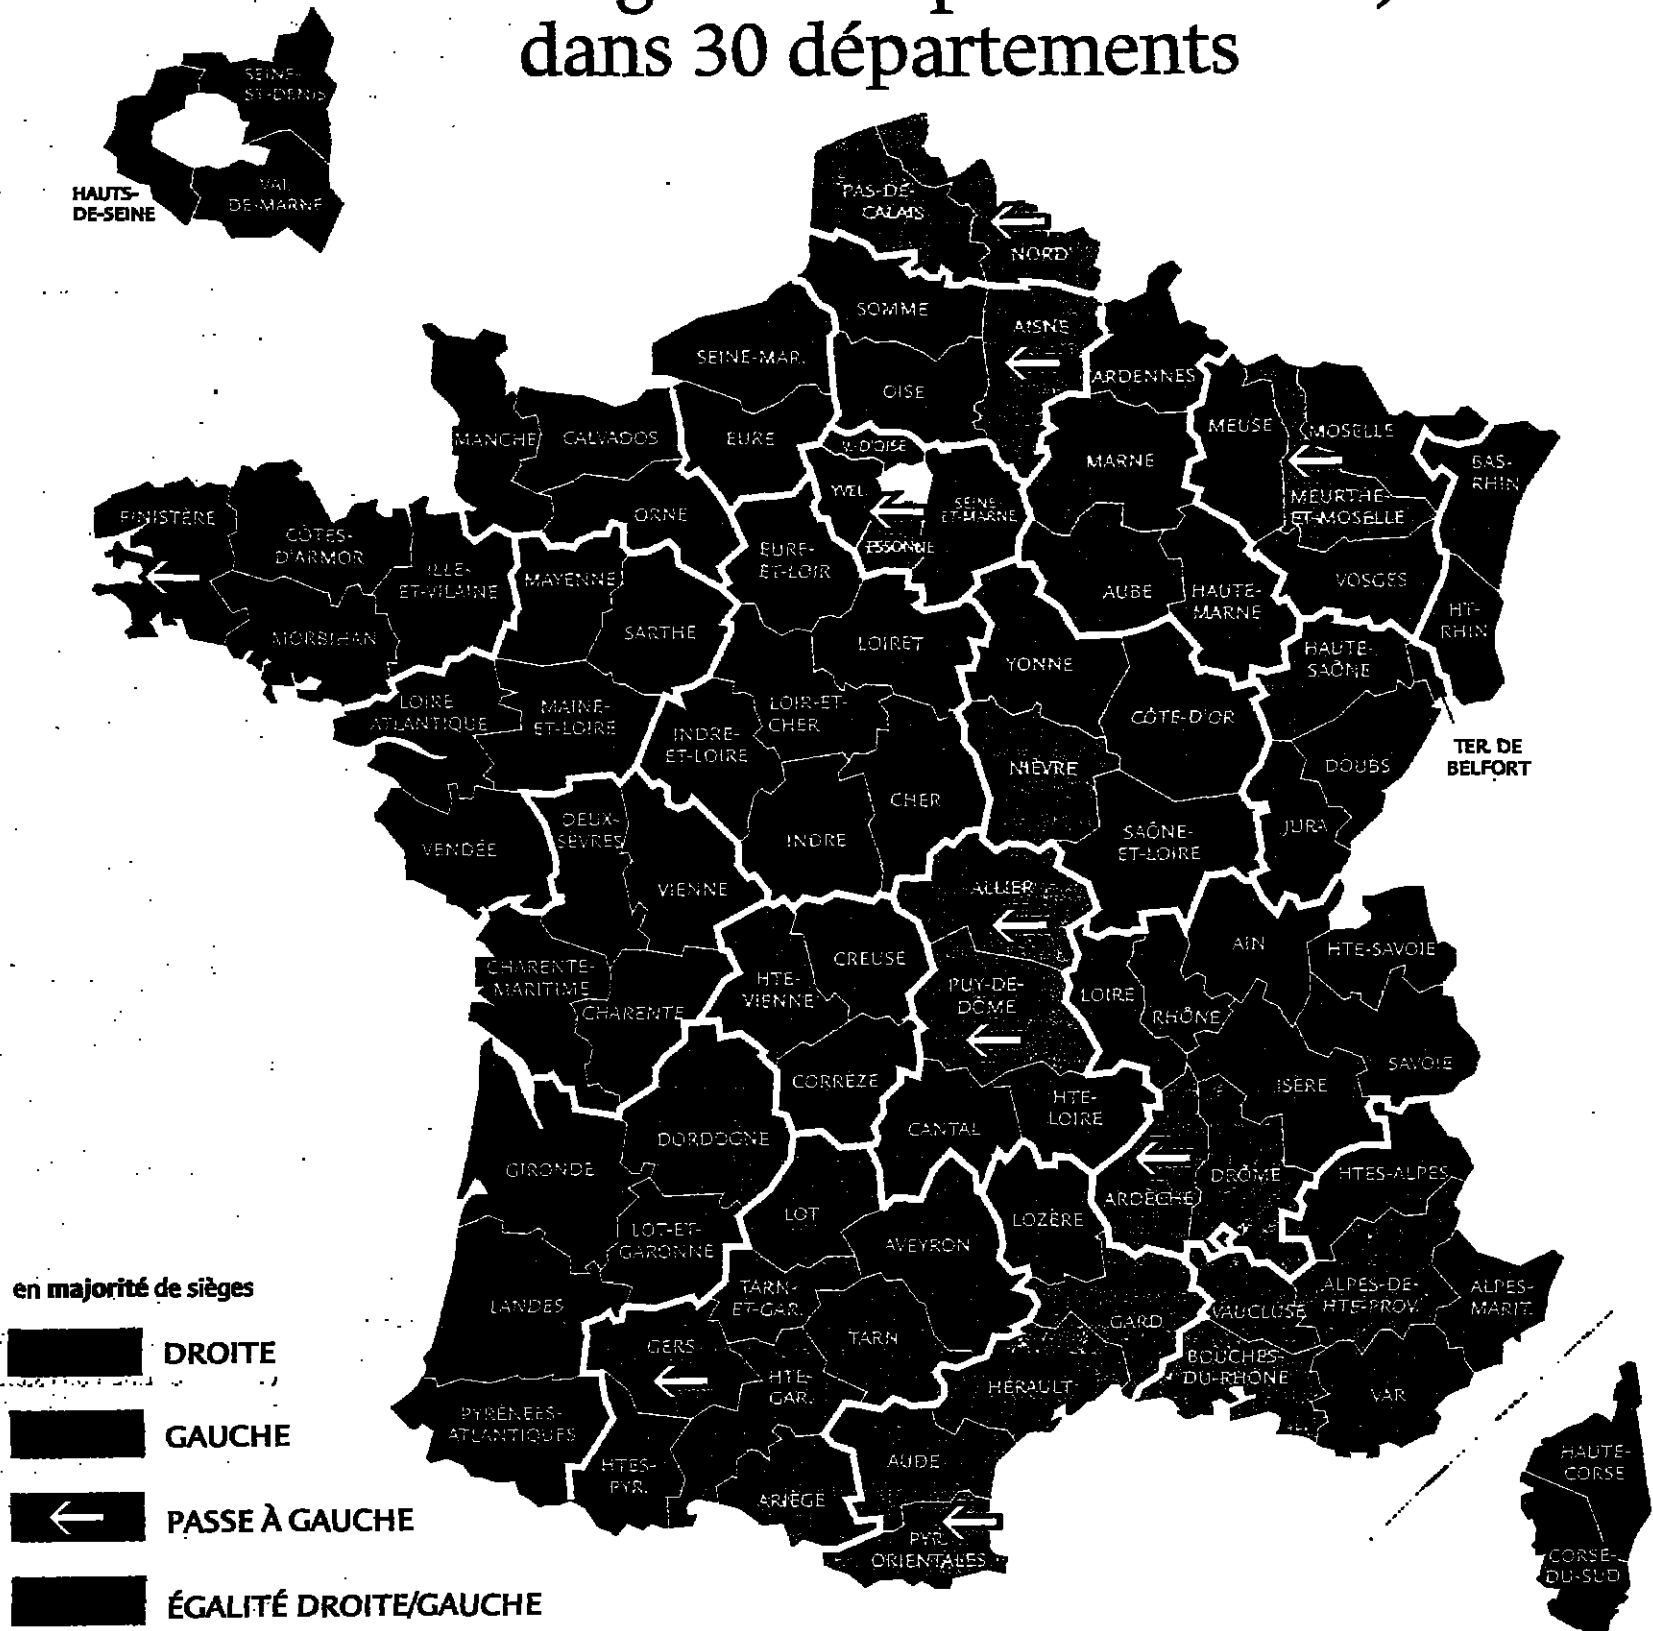 dans 30 départements
SEINE-
ST-DENIS
VAL
DE-MARNE
HAUTS-
DE-SEINE
PAS-DE-
CALAIS
NORD
SOMME
AISNE
SEINE-MAR.
OISE
ARDENNES
MANCHE
CALVADOS
EURE
V.-D'OISE
MARNE
MEUSE
MOSELLE
BAS-
RHIN
YVEL.
SEINE-
ET-MARNE
MEURTHE-
ET-MOSELLE
FINISTÈRE
CÔTES-
D'ARMOR
ORNE
ESSONNE
EURE-
ET-LOIR
ILLE-
ET-VILAINE
MAYENNE
AUBE
HAUTE-
MARNE
VOSGES
HT-
RHIN
MORBIHAN
SARTHE
LOIRET
YONNE
HAUTE-
SAÔNE
LOIRE
ATLANTIQUE
MAINE-
ET-LOIRE
LOIR-ET-
CHER
CÔTE-D'OR
INDRE-
ET-LOIRE
NIÈVRE
DOUBS
TER. DE
BELFORT
CHER
VENDÉE
DEUX-
SÈVRES
INDRE
SAÔNE-
ET-LOIRE
JURA
VIENNE
ALLIER
CHARENTE-
MARITIME
CHARENTE
HTE-
VIENNE
CREUSE
PUY-DE-
DÔME
LOIRE
RHÔNE
AIN
HTE-SAVOIE
SAVOIE
CORRÈZE
CANTAL
HTE-
LOIRE
ISÈRE
DORDOGNE
GIRONDE
ARDÈCHE
DRÔME
HTES-ALPES
LOT-ET-
GARONNE
LOT
AVEYRON
LOZÈRE
LANDES
TARN-
ET-GAR.
GARD
VAUCLUSE
ALPES-DE-
HTE-PROV.
ALPES-
MARIT.
GERS
TARN
HTE-
GAR.
HÉRAULT
BOUCHES-
DU-RHÔNE
VAR
PYRÉNÉES-
ATLANTIQUES
HTES-
PYR.
ARIÈGE
AUDE
PYR.
ORIENTALES
HAUTE-
CORSE
CORSE-
DU-SUD
en majorité de sièges
DROITE
GAUCHE
PASSE À GAUCHE
ÉGALITÉ DROITE/GAUCHE